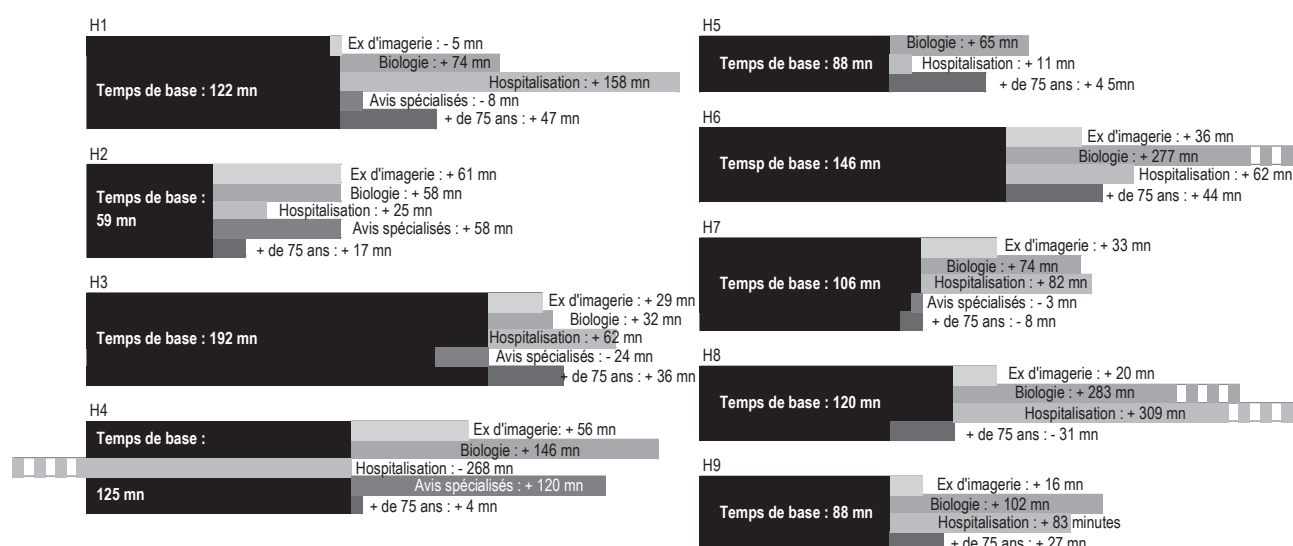 H1
Ex d'imagerie : - 5 mn
Biologie : + 74 mn
Temps de base : 122 mn
Hospitalisation : + 158 mn
Avis spécialisés : - 8 mn
+ de 75 ans : + 47 mn
H2
Ex d'imagerie : + 61 mn
Temps de base :
59 mn
Biologie : + 58 mn
Hospitalisation : + 25 mn
Avis spécialisés : + 58 mn
+ de 75 ans : + 17 mn
H3
Ex d'imagerie : + 29 mn
Biologie : + 32 mn
Temps de base : 192 mn
Hospitalisation : + 62 mn
Avis spécialisés : - 24 mn
+ de 75 ans : + 36 mn
H4
Ex d'imagerie: + 56 mn
Temps de base :
125 mn
Biologie : + 146 mn
Hospitalisation : - 268 mn
Avis spécialisés : + 120 mn
+ de 75 ans : + 4 mn
H5
Biologie : + 65 mn
Temps de base : 88 mn
Hospitalisation : + 11 mn
+ de 75 ans : + 4 5mn
H6
Ex d'imagerie : + 36 mn
Biologie : + 277 mn
Temsp de base : 146 mn
Hospitalisation : + 62 mn
+ de 75 ans : + 44 mn
H7
Ex d'imagerie : + 33 mn
Biologie : + 74 mn
Temps de base : 106 mn
Hospitalisation : + 82 mn
Avis spécialisés : - 3 mn
+ de 75 ans : - 8 mn
H8
Ex d'imagerie : + 20 mn
Biologie : + 283 mn
Temps de base : 120 mn
Hospitalisation : + 309 mn
+ de 75 ans : - 31 mn
H9
Ex d'imagerie : + 16 mn
Biologie : + 102 mn
Temps de base : 88 mn
Hospitalisation : + 83 minutes
+ de 75 ans : + 27 mn